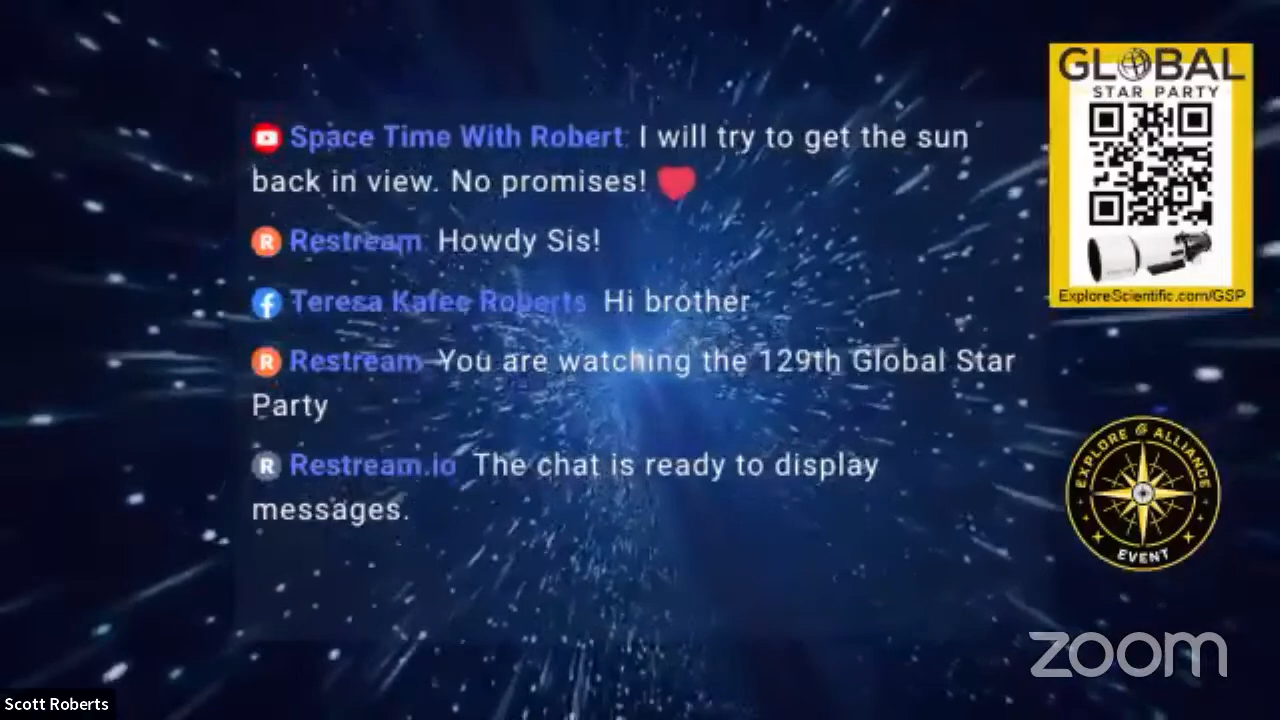 Space Time With Robert: I will try to get the sun
back in view. No promises! ❤
R Restream: Howdy Sis!
Teresa Kafee Roberts Hi brother
R Restream You are watching the 129th Global Star
Party
R Restream.io The chat is ready to display
messages.
GLOBAL
STAR PARTY
ExploreScientific.com/GSP
EXPLORE ALLIANCE
EVENT
zoom
Scott Roberts